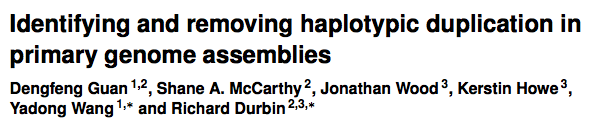 Identifying and removing haplotypic duplication in
primary genome assemblies
Dengfeng Guan 1,2, Shane A. McCarthy 2, Jonathan Wood 3, Kerstin Howe 3,
Yadong Wang 1,* and Richard Durbin 2,3,*